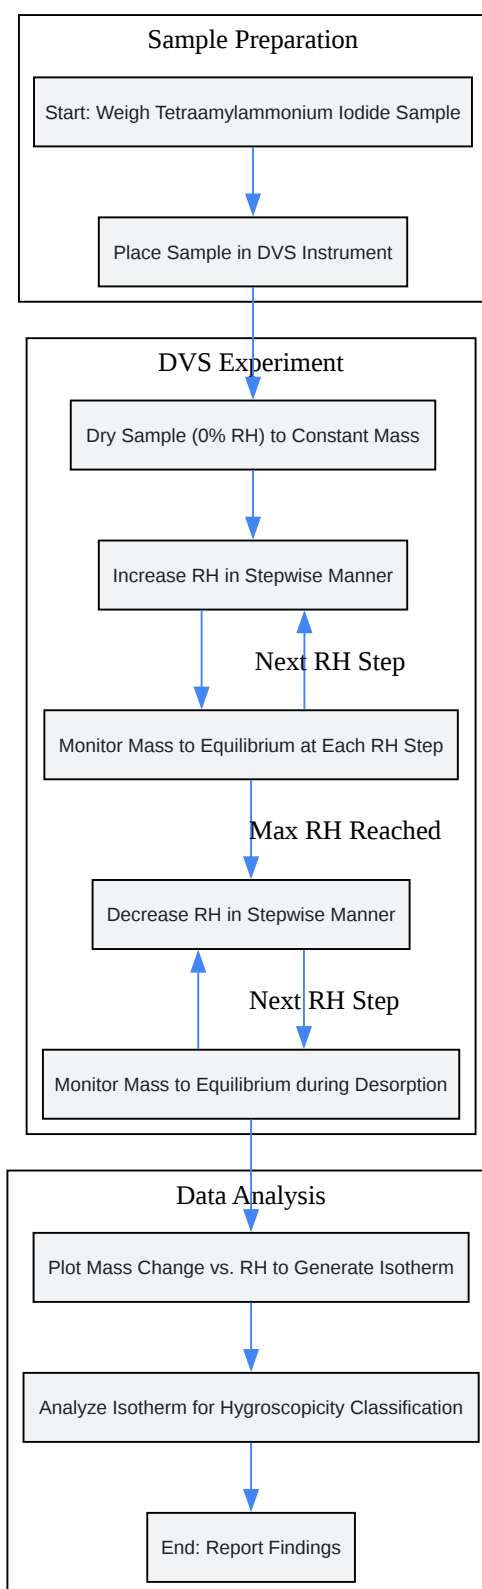 Sample Preparation
Start: Weigh Tetraamylammonium Iodide Sample
Place Sample in DVS Instrument
DVS Experiment
Dry Sample (0% RH) to Constant Mass
Increase RH in Stepwise Manner
Next RH Step
Monitor Mass to Equilibrium at Each RH Step
Max RH Reached
Decrease RH in Stepwise Manner
Next RH Step
Monitor Mass to Equilibrium during Desorption
Data Analysis
Plot Mass Change vs. RH to Generate Isotherm
Analyze Isotherm for Hygroscopicity Classification
End: Report Findings